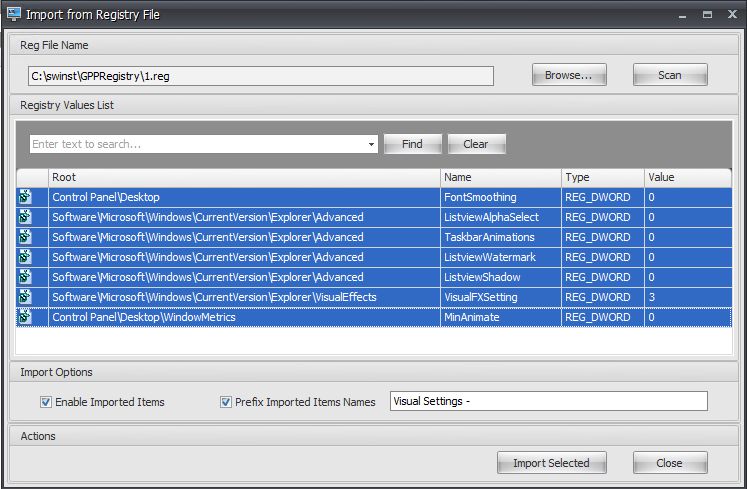 Import from Registry File
Reg File Name
C:\swinst\GPPRegistry\1.reg Browse... Scan
Registry Values List
Enter text to search... Find Clear
Root Name Type Value
Control Panel\Desktop FontSmoothing REG_DWORD 0
Software\Microsoft\Windows\CurrentVersion\Explorer\Advanced ListviewAlphaSelect REG_DWORD 0
Software\Microsoft\Windows\CurrentVersion\Explorer\Advanced TaskbarAnimations REG_DWORD 0
Software\Microsoft\Windows\CurrentVersion\Explorer\Advanced ListviewWatermark REG_DWORD 0
Software\Microsoft\Windows\CurrentVersion\Explorer\Advanced ListviewShadow REG_DWORD 0
Software\Microsoft\Windows\CurrentVersion\Explorer\VisualEffects VisualFXSetting REG_DWORD 3
Control Panel\Desktop\WindowMetrics MinAnimate REG_DWORD 0
Import Options
Enable Imported Items Prefix Imported Items Names Visual Settings -
Actions
Import Selected Close